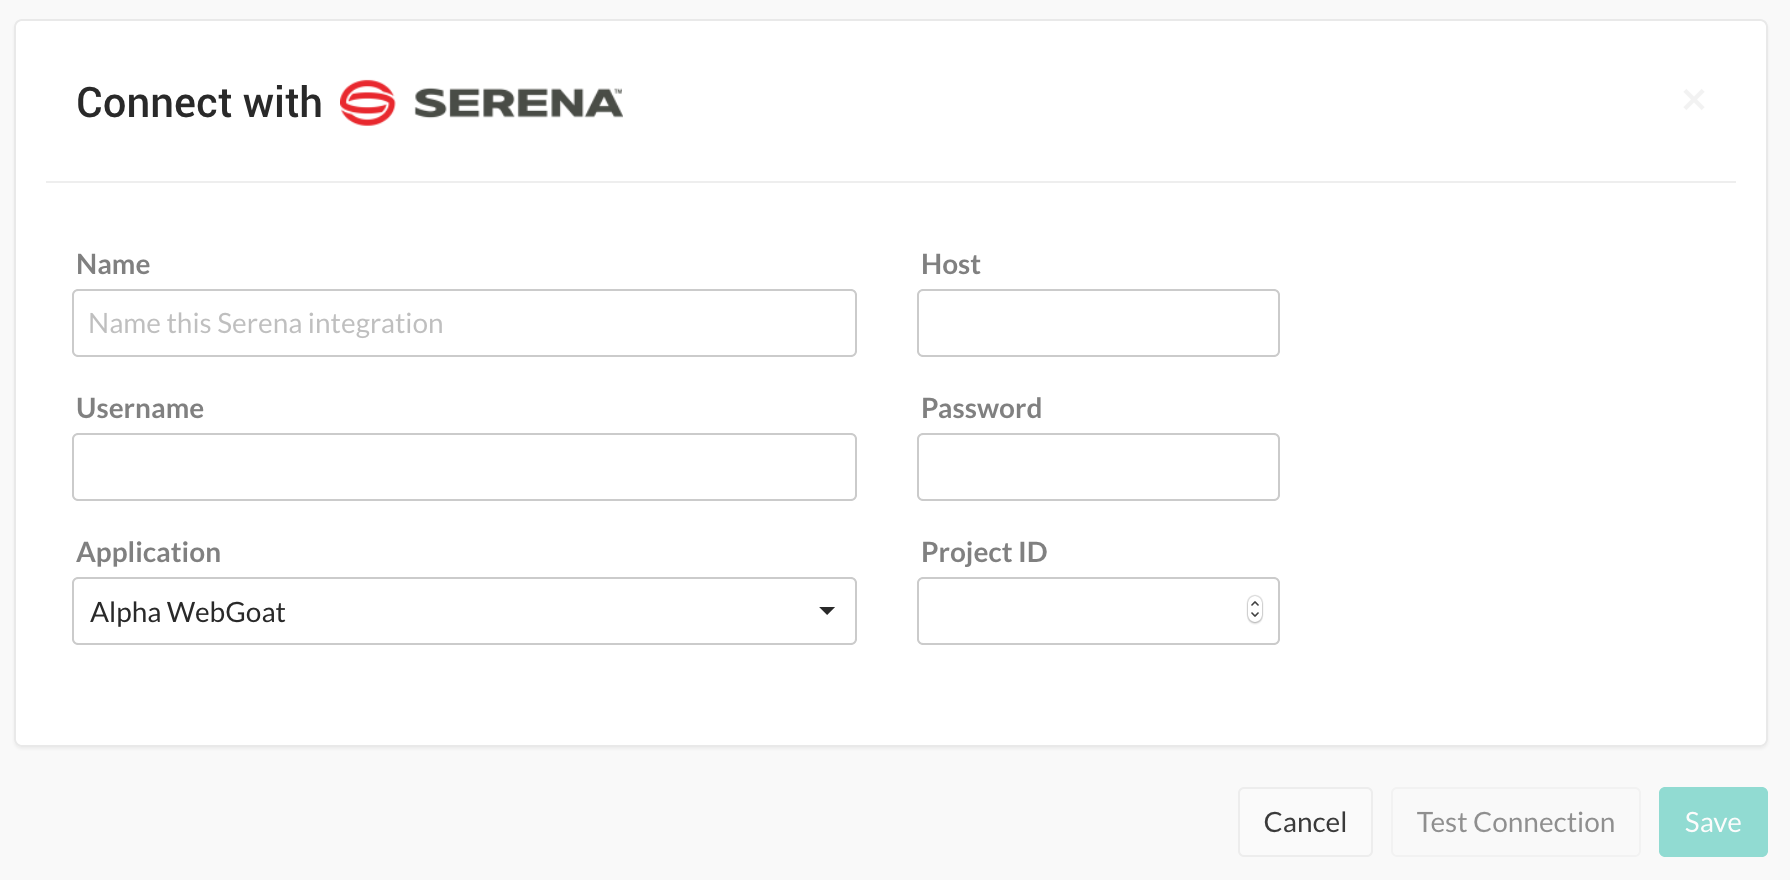 Connect with SERENA™
Name
Host
Name this Serena integration
Username
Password
Application
Project ID
Alpha WebGoat
Cancel
Test Connection
Save